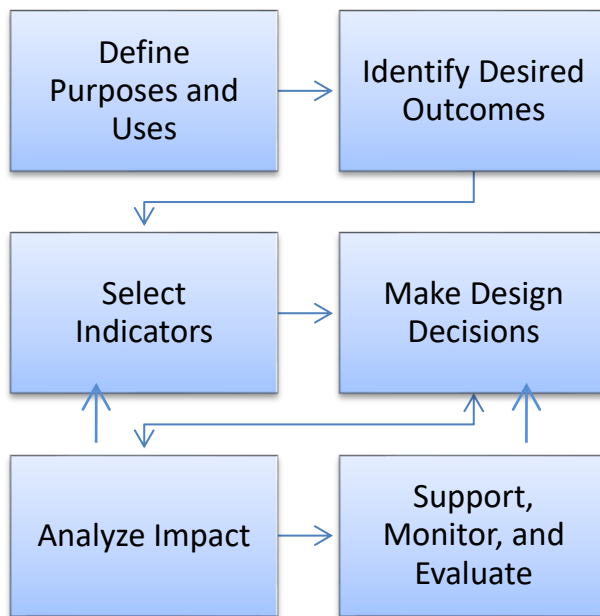 Define
Purposes and
Uses
Identify Desired
Outcomes
Select
Indicators
Make Design
Decisions
Analyze Impact
Support,
Monitor, and
Evaluate